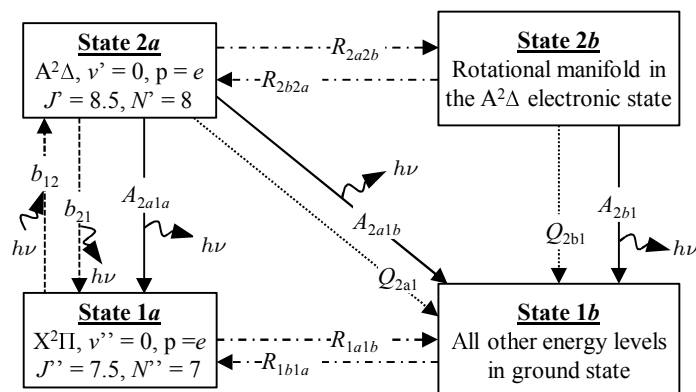 State 2a
A²Δ, v' = 0, p = e
J' = 8.5, N' = 8
R2a2b
R2b2a
State 2b
Rotational manifold in
the A²Δ electronic state
b12
b21
A2a1a
hν
hν
hν
hν
A2a1b
Q2a1
Q2b1
A2b1
hν
State 1a
X²Π, v'' = 0, p = e
J'' = 7.5, N'' = 7
R1a1b
R1b1a
State 1b
All other energy levels
in ground state